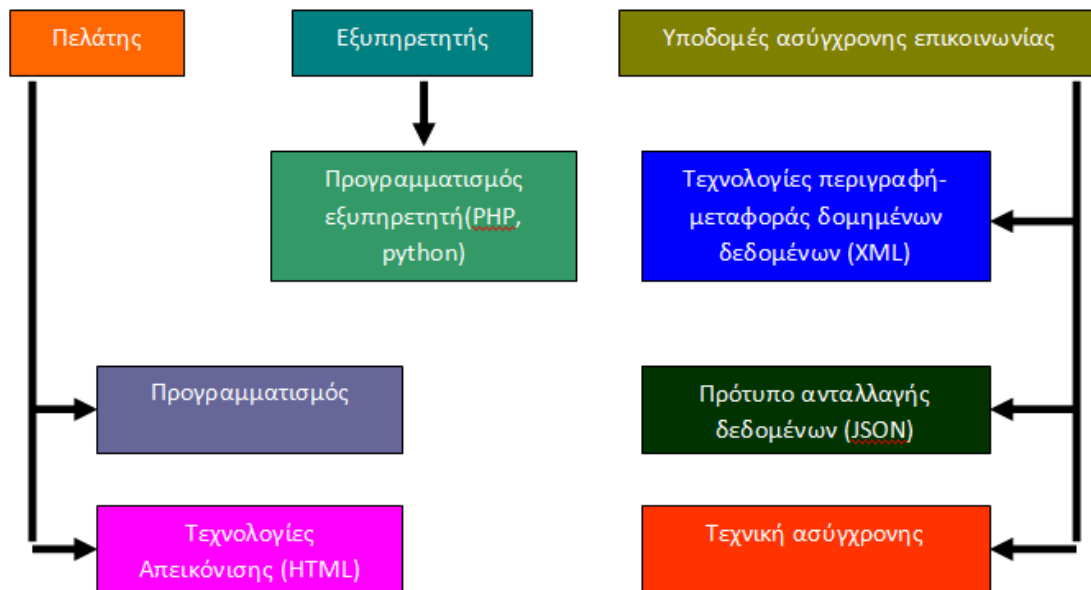 Πελάτης
Εξυπηρετητής
Υποδομές ασύγχρονης επικοινωνίας
Προγραμματισμός
εξυπηρετητή(PHP,
python)
Τεχνολογίες περιγραφή-
μεταφοράς δομημένων
δεδομένων (XML)
Προγραμματισμός
Πρότυπο ανταλλαγής
δεδομένων (JSON)
Τεχνολογίες
Απεικόνισης (HTML)
Τεχνική ασύγχρονης